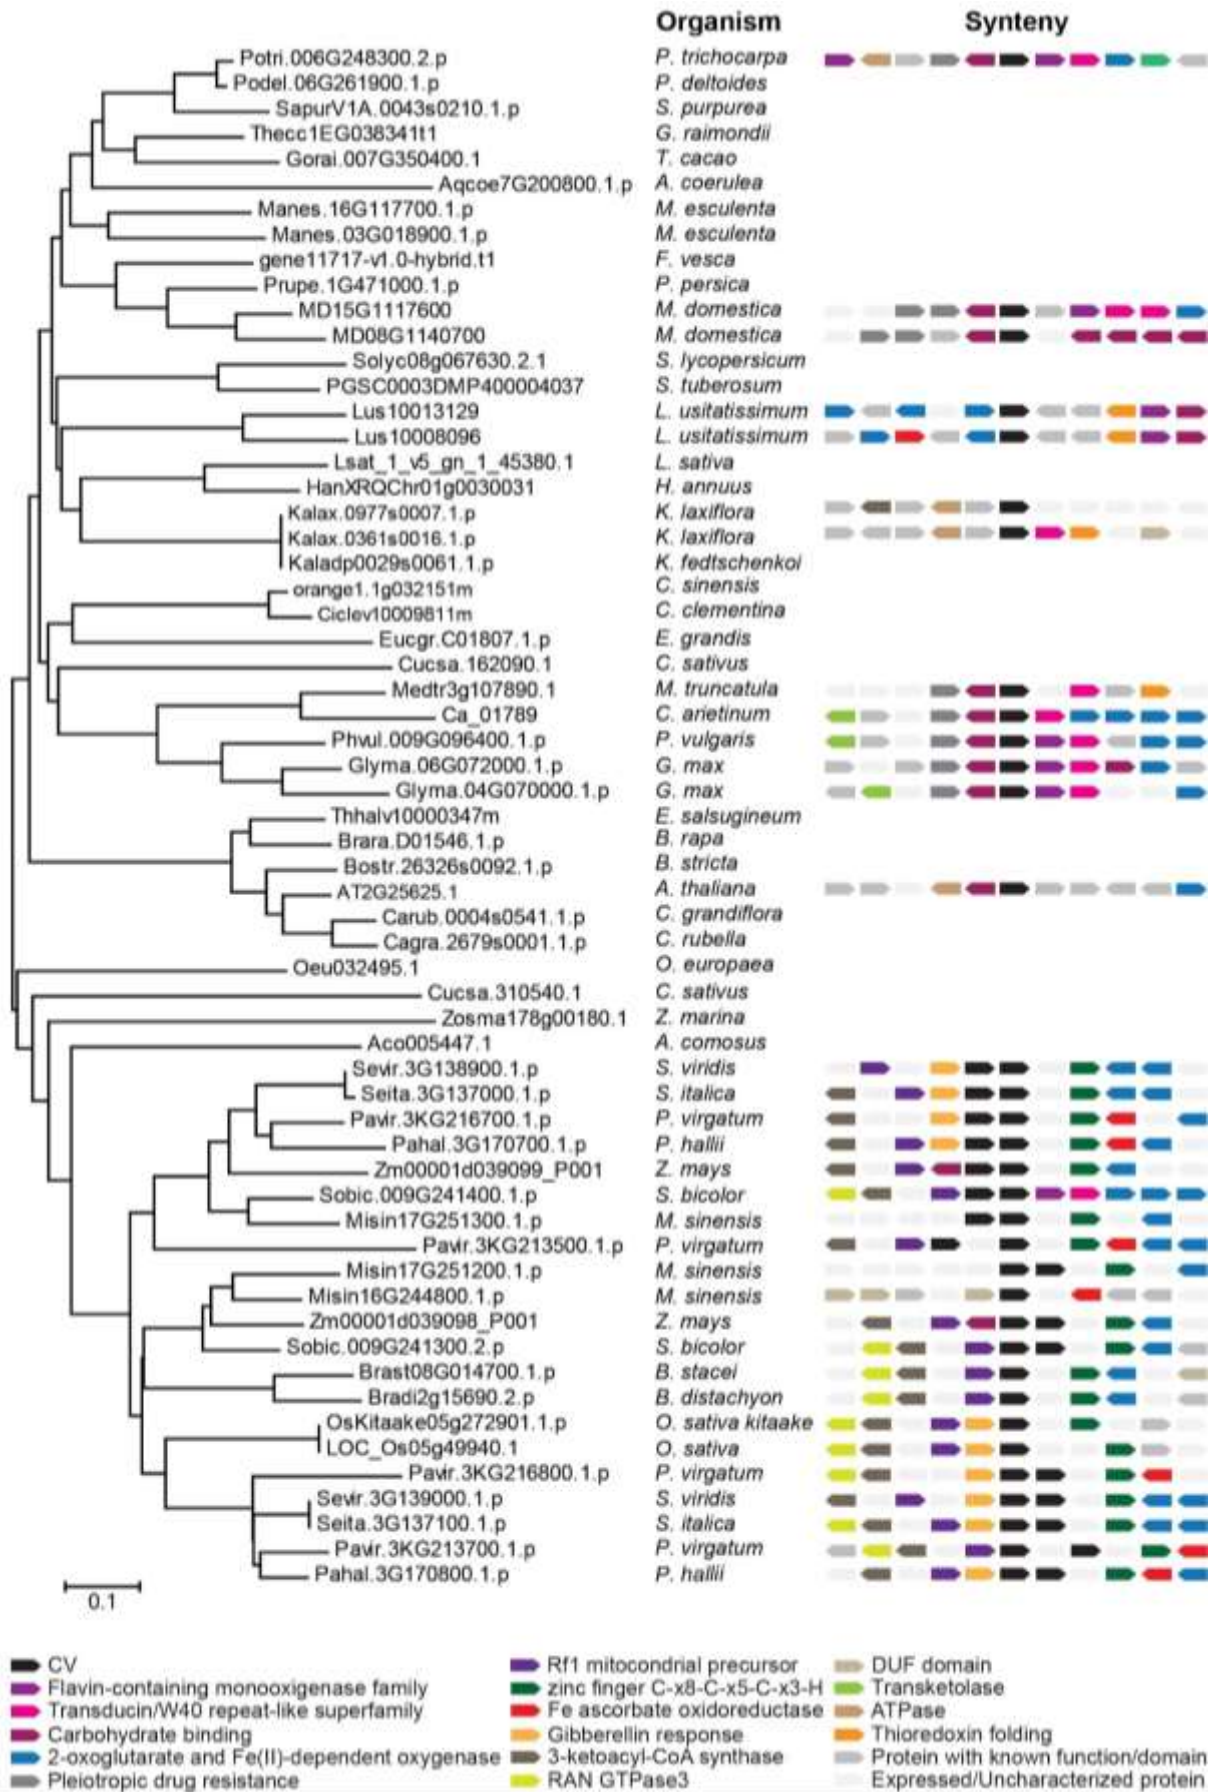 Organism Synteny
Potri.006G248300.2.p P. trichocarpa
Podel.06G261900.1.p P. deltoides
SapurV1A.0043s0210.1.p S. purpurea
Thecc1EG038341t1 G. raimondii
Gorai.007G350400.1 T. cacao
Aqcoe7G200800.1.p A. coerulea
Manes.16G117700.1.p M. esculenta
Manes.03G018900.1.p M. esculenta
gene11717-v1.0-hybrid.t1 F. vesca
Prupe.1G471000.1.p P. persica
MD15G1117600 M. domestica
MD08G1140700 M. domestica
Solyc08g067630.2.1 S. lycopersicum
PGSC0003DMP400004037 S. tuberosum
Lus10013129 L. usitatissimum
Lus10008096 L. usitatissimum
Lsat_1_v5_gn_1_45380.1 L. sativa
HanXRQChr01g0030031 H. annuus
Kalax.0977s0007.1.p K. laxiflora
Kalax.0361s0016.1.p K. laxiflora
Kaladp0029s0061.1.p K. fedtschenkoi
orange1.1g032151m C. sinensis
Ciclev10009811m C. clementina
Eucgr.C01807.1.p E. grandis
Cucsa.162090.1 C. sativus
Medtr3g107890.1 M. truncatula
Ca_01789 C. arietinum
Phvul.009G096400.1.p P. vulgaris
Glyma.06G072000.1.p G. max
Glyma.04G070000.1.p G. max
Thhalv10000347m E. salsugineum
Brara.D01546.1.p B. rapa
Bostr.26326s0092.1.p B. stricta
AT2G25625.1 A. thaliana
Carub.0004s0541.1.p C. grandiflora
Cagra.2679s0001.1.p C. rubella
Oeu032495.1 O. europaea
Cucsa.310540.1 C. sativus
Zosma178g00180.1 Z. marina
Aco005447.1 A. comosus
Sevir.3G138900.1.p S. viridis
Seita.3G137000.1.p S. italica
Pavir.3KG216700.1.p P. virgatum
Pahal.3G170700.1.p P. hallii
Zm00001d039099_P001 Z. mays
Sobic.009G241400.1.p S. bicolor
Misin17G251300.1.p M. sinensis
Pavir.3KG213500.1.p P. virgatum
Misin17G251200.1.p M. sinensis
Misin16G244800.1.p M. sinensis
Zm00001d039098_P001 Z. mays
Sobic.009G241300.2.p S. bicolor
Brast08G014700.1.p B. stacei
Bradi2g15690.2.p B. distachyon
OsKitaake05g272901.1.p O. sativa kitaake
LOC_Os05g49940.1 O. sativa
Pavir.3KG216800.1.p P. virgatum
Sevir.3G139000.1.p S. viridis
Seita.3G137100.1.p S. italica
Pavir.3KG213700.1.p P. virgatum
Pahal.3G170800.1.p P. hallii
0.1
CV Rf1 mitocondrial precursor DUF domain
Flavin-containing monooxigenase family zinc finger C-x8-C-x5-C-x3-H Transketolase
Transducin/W40 repeat-like superfamily Fe ascorbate oxidoreductase ATPase
Carbohydrate binding Gibberellin response Thioredoxin folding
2-oxoglutarate and Fe(II)-dependent oxygenase 3-ketoacyl-CoA synthase Protein with known function/domain
Pleiotropic drug resistance RAN GTPase3 Expressed/Uncharacterized protein